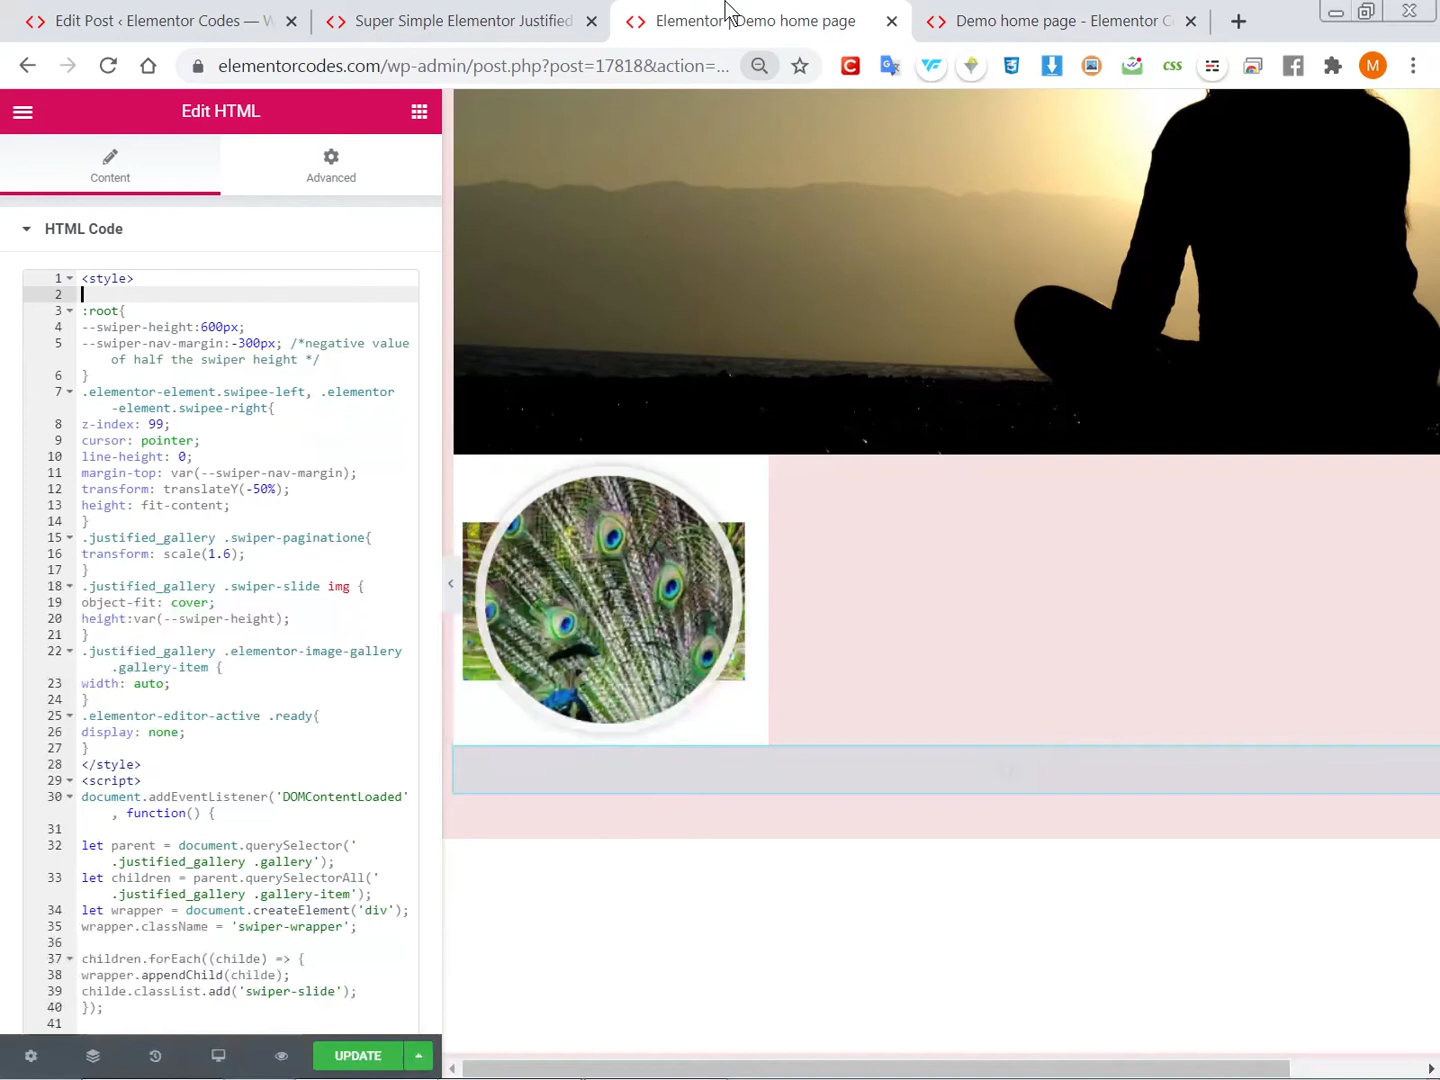 Edit Post ‹ Elementor Codes — W
Super Simple Elementor Justified
Elementor Demo home page
Demo home page - Elementor C
elementorcodes.com/wp-admin/post.php?post=17818&action=...
css
M
Edit HTML
Content
Advanced
HTML Code
1 <style>
2
3 :root{
4 --swiper-height:600px;
5 --swiper-nav-margin:-300px; /*negative value
of half the swiper height */
6 }
7 .elementor-element.swipee-left, .elementor
-element.swipee-right{
8 z-index: 99;
9 cursor: pointer;
10 line-height: 0;
11 margin-top: var(--swiper-nav-margin);
12 transform: translateY(-50%);
13 height: fit-content;
14 }
15 .justified_gallery .swiper-paginatione{
16 transform: scale(1.6);
17 }
18 .justified_gallery .swiper-slide img {
19 object-fit: cover;
20 height:var(--swiper-height);
21 }
22 .justified_gallery .elementor-image-gallery
.gallery-item {
23 width: auto;
24 }
25 .elementor-editor-active .ready{
26 display: none;
27 }
28 </style>
29 <script>
30 document.addEventListener('DOMContentLoaded'
, function() {
31
32 let parent = document.querySelector('
.justified_gallery .gallery');
33 let children = parent.querySelectorAll('
.justified_gallery .gallery-item');
34 let wrapper = document.createElement('div');
35 wrapper.className = 'swiper-wrapper';
36
37 children.forEach((childe) => {
38 wrapper.appendChild(childe);
39 childe.classList.add('swiper-slide');
40 });
41
UPDATE